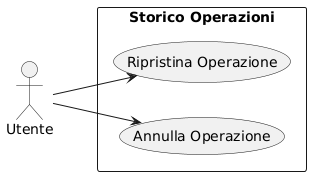 Storico Operazioni
Ripristina Operazione
Utente
Annulla Operazione